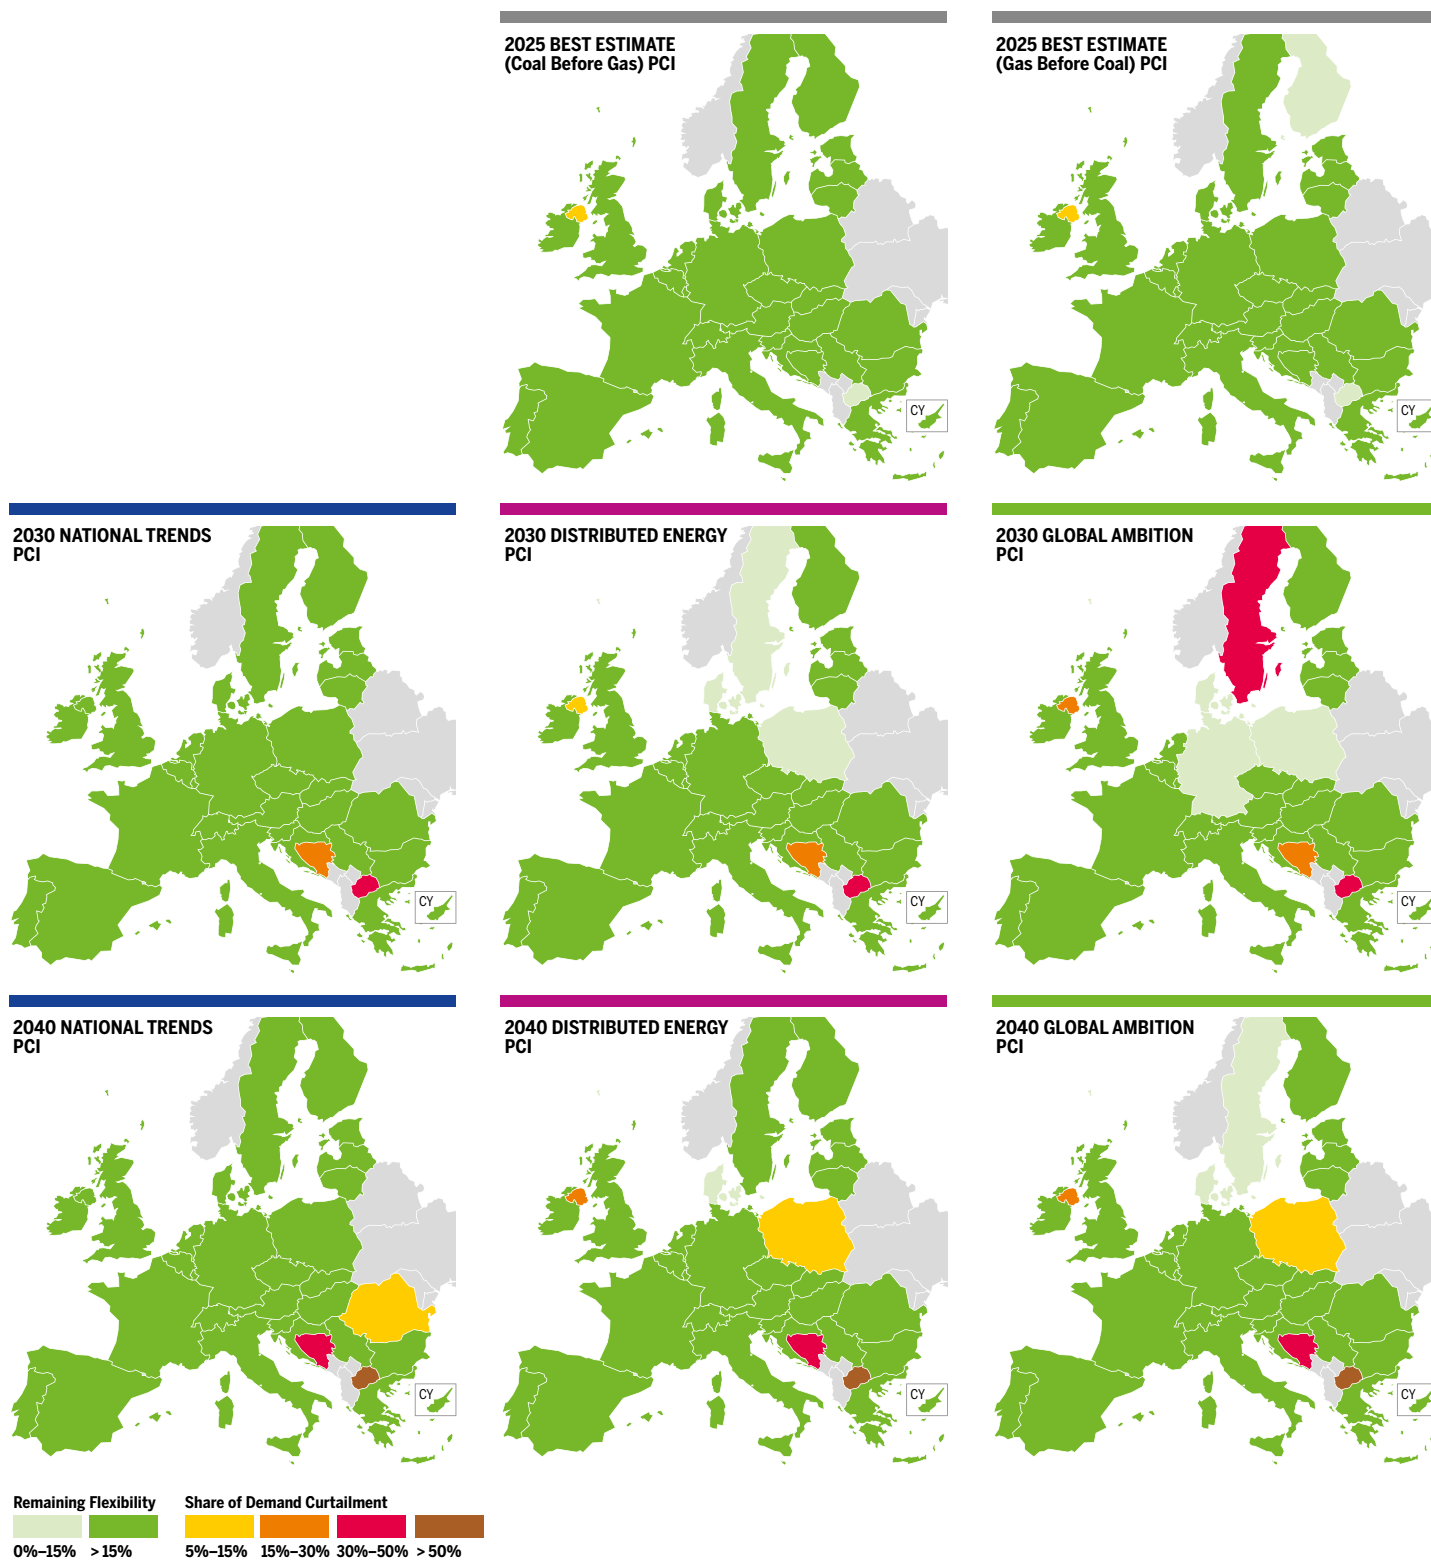 2025 BEST ESTIMATE
(Coal Before Gas) PCI
CY
2025 BEST ESTIMATE
(Gas Before Coal) PCI
CY
2030 NATIONAL TRENDS
PCI
CY
2030 DISTRIBUTED ENERGY
PCI
CY
2030 GLOBAL AMBITION
PCI
CY
2040 NATIONAL TRENDS
PCI
CY
2040 DISTRIBUTED ENERGY
PCI
CY
2040 GLOBAL AMBITION
PCI
CY
Remaining Flexibility
0%–15% > 15%
Share of Demand Curtailment
5%–15% 15%–30% 30%–50% > 50%